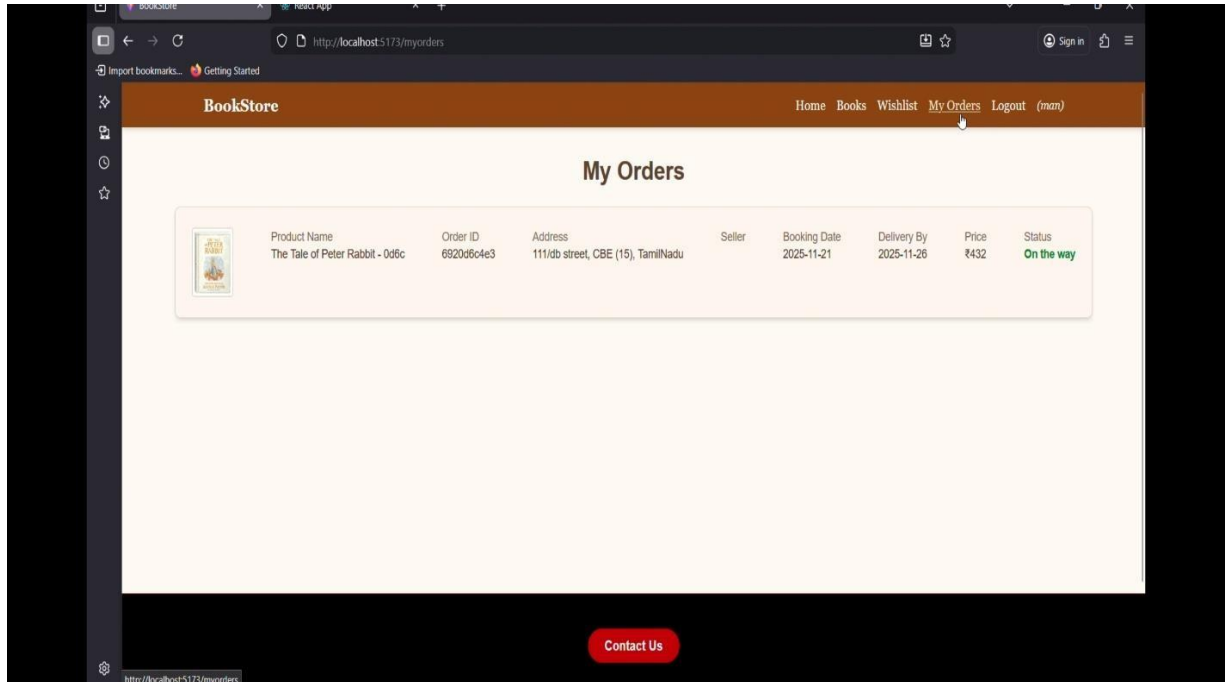 BookStore
React App
http://localhost:5173/myorders
Sign in
Import bookmarks...
Getting Started
BookStore
Home Books Wishlist My Orders Logout (man)
My Orders
Product Name Order ID Address Seller Booking Date Delivery By Price Status
The Tale of Peter Rabbit - 0d6c 6920d6c4e3 111/db street, CBE (15), TamilNadu 2025-11-21 2025-11-26 ₹432 On the way
PETER
RABBIT
Contact Us
http://localhost:5173/myorders